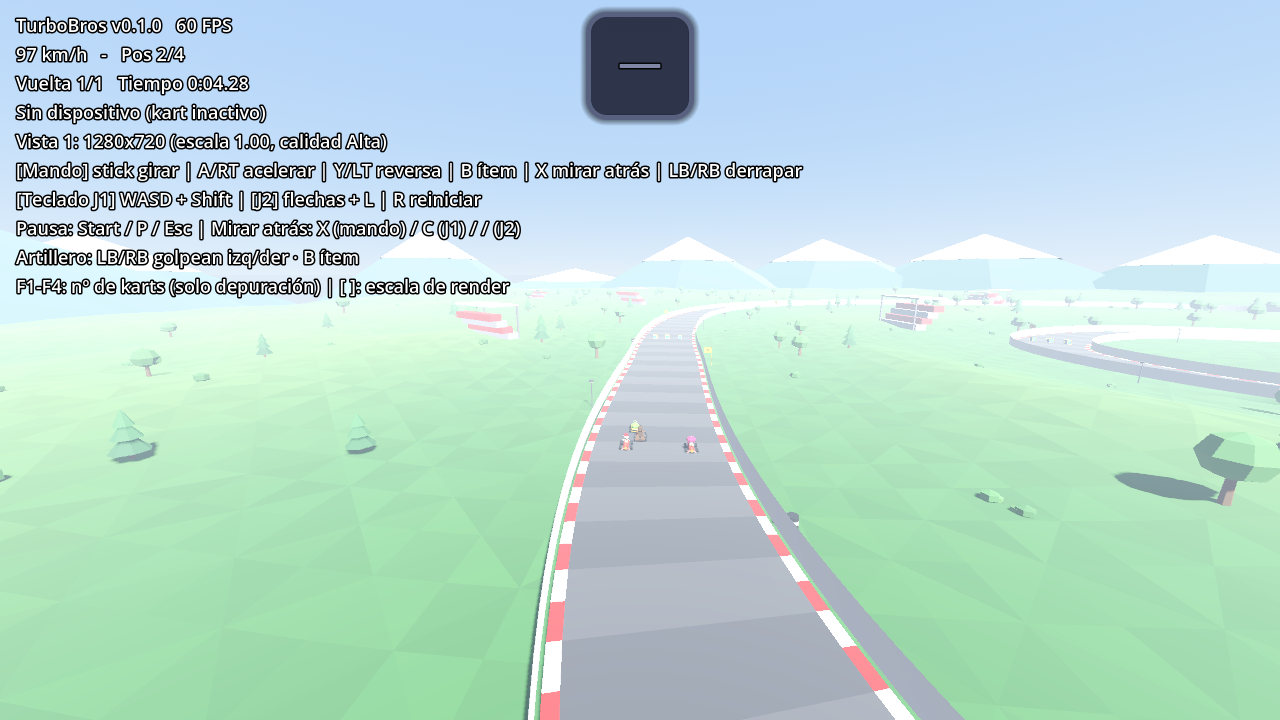 TurboBros v0.1.0   60 FPS
97 km/h  -  Pos 2/4
Vuelta 1/1   Tiempo 0:04.28
Sin dispositivo (kart inactivo)
Vista 1: 1280x720 (escala 1.00, calidad Alta)
[Mando] stick girar | A/RT acelerar | Y/LT reversa | B ítem | X mirar atrás | LB/RB derrapar
[Teclado J1] WASD + Shift | [J2] flechas + L | R reiniciar
Pausa: Start / P / Esc | Mirar atrás: X (mando) / C (J1) / / (J2)
Artillero: LB/RB golpean izq/der · B ítem
F1-F4: nº de karts (solo depuración) | [ ]: escala de render